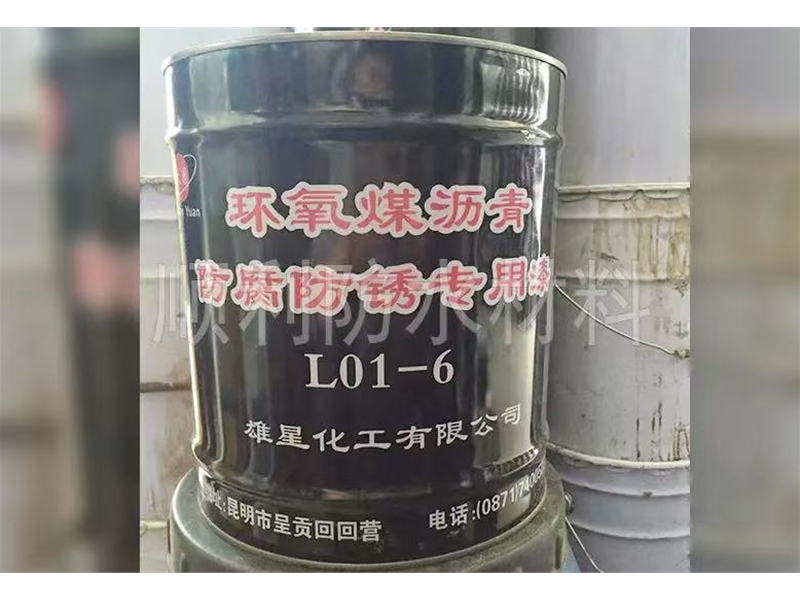 Yuan
环氧煤沥青
防腐防锈专用漆
顺利防水材料
L01-6
雄星化工有限公司
址:昆明市呈贡回回营
电话:(0871)7400